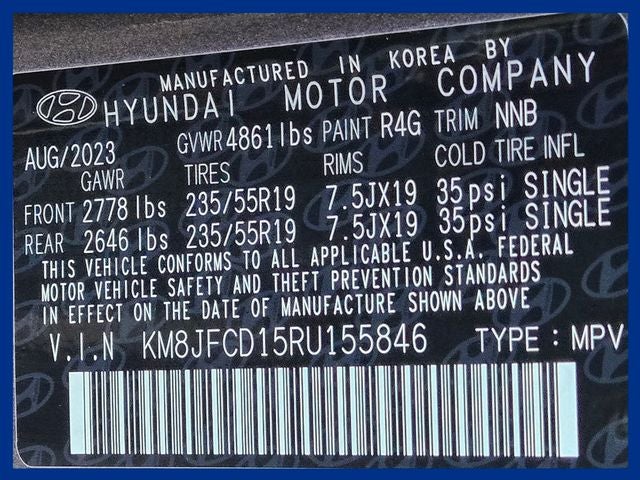 MANUFACTURED IN KOREA BY
HYUNDAI MOTOR COMPANY
AUG/2023 GVWR 4861lbs PAINT R4G TRIM NNB
GAWR TIRES RIMS COLD TIRE INFL
FRONT 2778 lbs 235/55R19 7.5JX19 35psi SINGLE
REAR 2646 lbs 235/55R19 7.5JX19 35psi SINGLE
THIS VEHICLE CONFORMS TO ALL APPLICABLE U.S.A. FEDERAL
MOTOR VEHICLE SAFETY AND THEFT PREVENTION STANDARDS
IN EFFECT ON THE DATE OF MANUFACTURE SHOWN ABOVE
V.I.N KM8JFCD15RU155846 TYPE : MPV